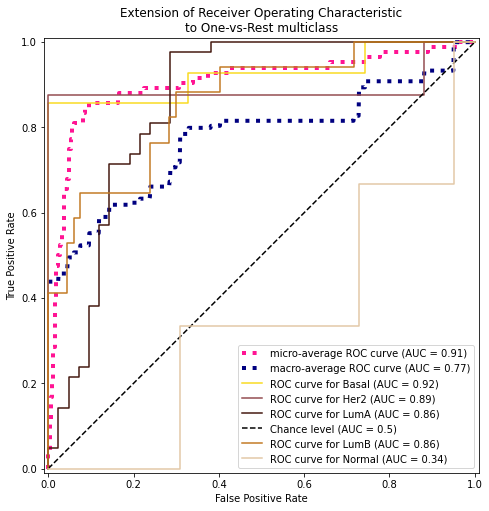 Extension of Receiver Operating Characteristic
to One-vs-Rest multiclass
True Positive Rate
1.0
0.8
0.6
0.4
0.2
0.0
micro-average ROC curve (AUC = 0.91)
macro-average ROC curve (AUC = 0.77)
ROC curve for Basal (AUC = 0.92)
ROC curve for Her2 (AUC = 0.89)
ROC curve for LumA (AUC = 0.86)
Chance level (AUC = 0.5)
ROC curve for LumB (AUC = 0.86)
ROC curve for Normal (AUC = 0.34)
0.0 0.2 0.4 0.6 0.8 1.0
False Positive Rate